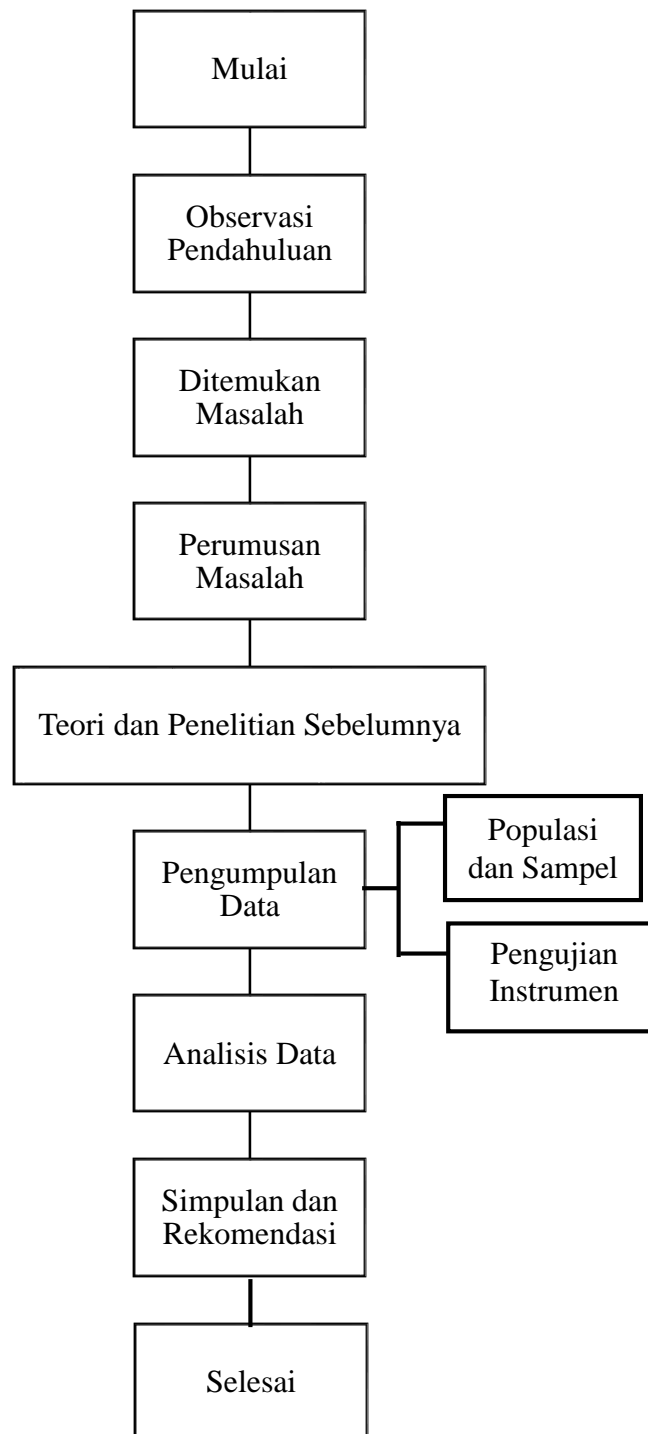 Mulai
Observasi
Pendahuluan
Ditemukan
Masalah
Perumusan
Masalah
Teori dan Penelitian Sebelumnya
Pengumpulan
Data
Populasi
dan Sampel
Pengujian
Instrumen
Analisis Data
Simpulan dan
Rekomendasi
Selesai